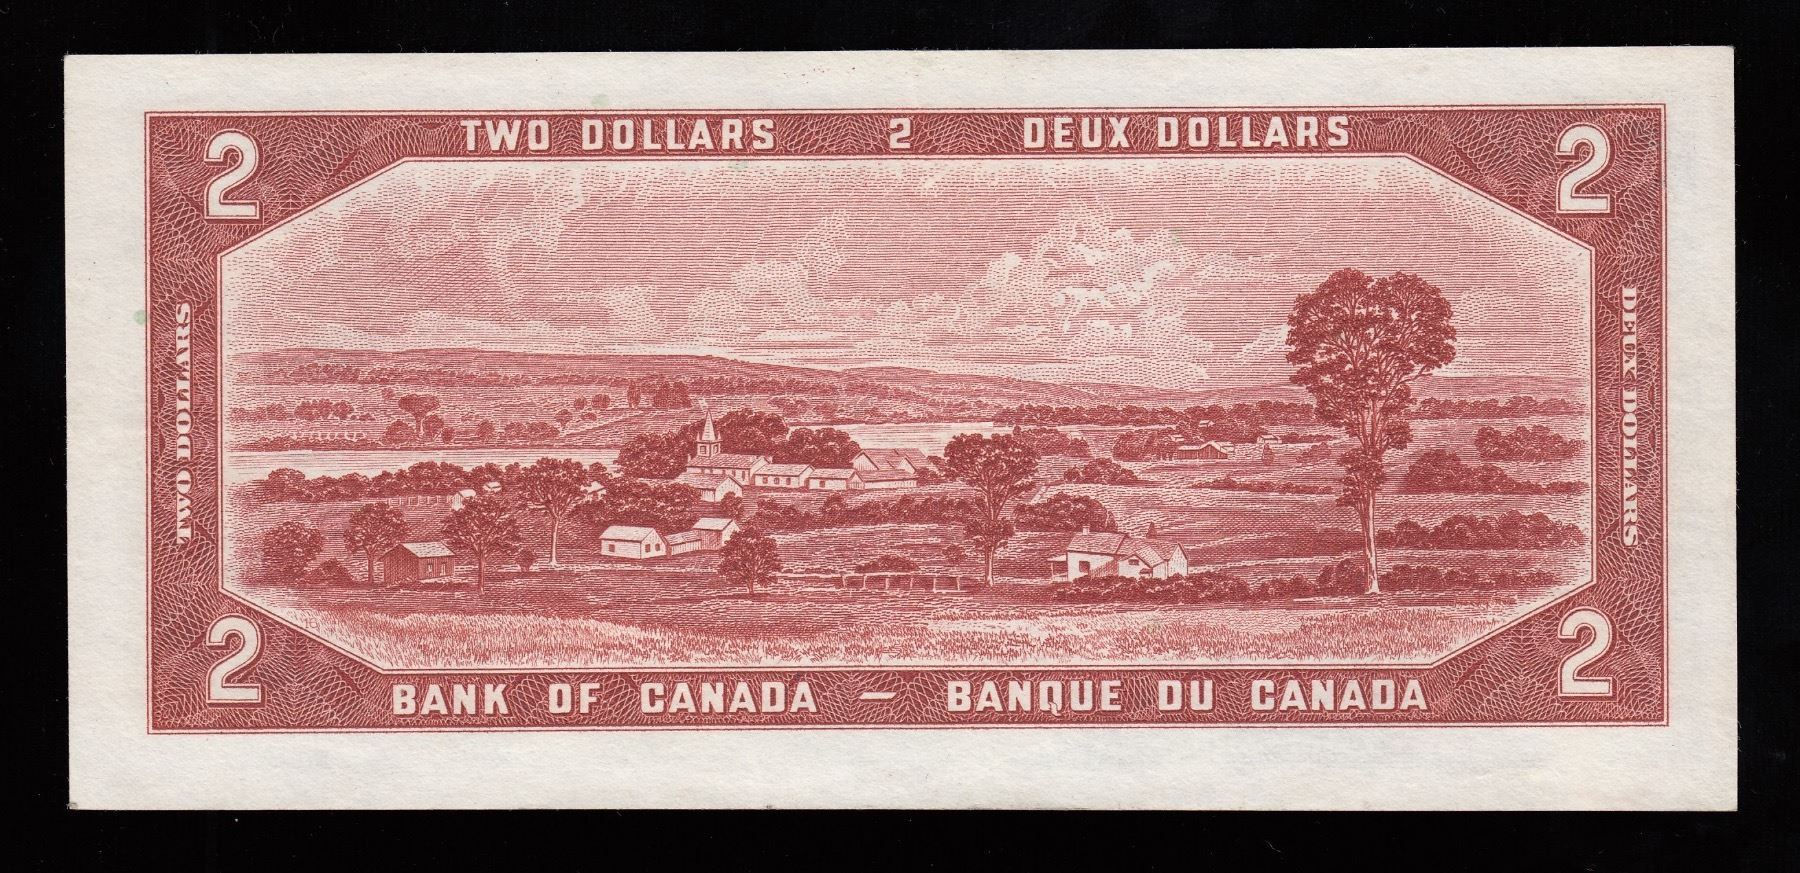 TWO DOLLARS 2 DEUX DOLLARS
2 2
TWO DOLLARS
DEUX DOLLARS
2 2
BANK OF CANADA — BANQUE DU CANADA